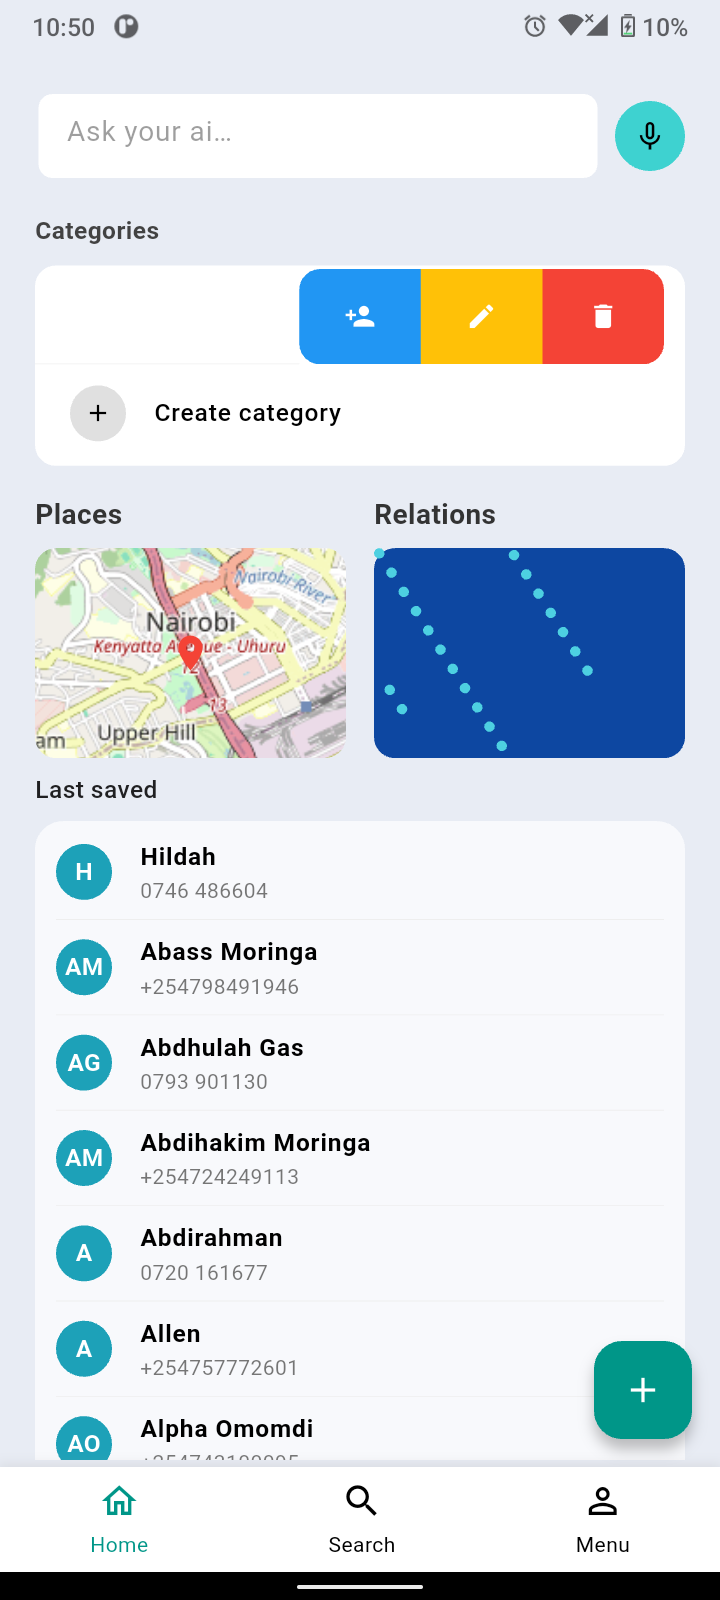 10:50
10%
Ask your ai...
Categories
Create category
Places
Relations
Nairobi River
Nairobi
Kenyatta ue - Uhuru
12
13
Upper Hill
am
Last saved
H
Hildah
0746 486604
AM
Abass Moringa
+254798491946
AG
Abdhulah Gas
0793 901130
AM
Abdihakim Moringa
+254724249113
A
Abdirahman
0720 161677
A
Allen
+254757772601
AO
Alpha Omomdi
Home
Search
Menu